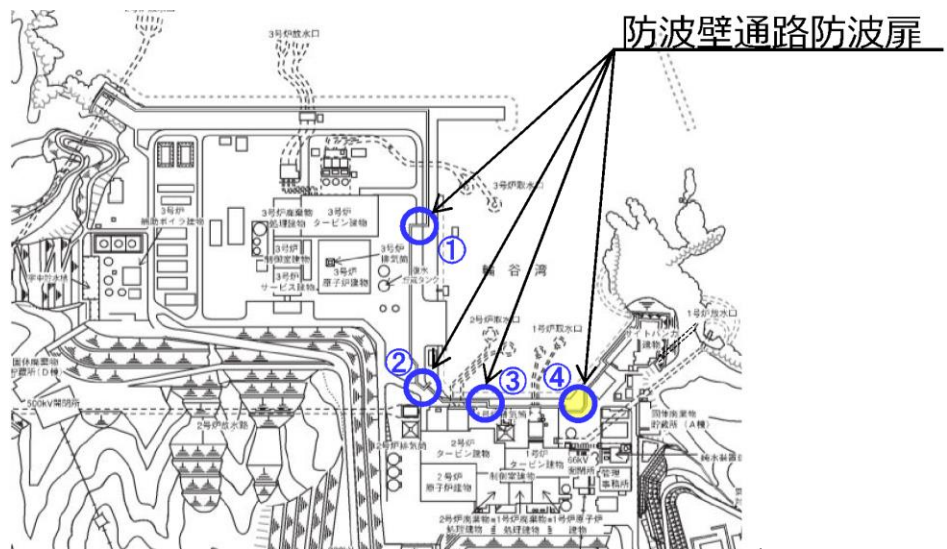 防波壁通路防波扉
3号炉放水口
3号炉取水口
3号炉
補助ボイラ建物
3号炉廃棄物
処理建物
3号炉
タービン建物
①
3号炉
制御室建物
3号炉
排気筒
3号炉
原子炉建物
3号炉
サービス建物
復水
貯蔵タンク
輪谷湾
2号炉取水口
1号炉取水口
1号炉放水口
サイトバンカ
建物
固体廃棄物
貯蔵所(D棟)
②
③
④
500kV開閉所
2号炉放水路
2号炉排気筒
2号炉
タービン建物
1号炉
タービン建物
固体廃棄物
貯蔵所(A棟)
66kV
開閉所
管理
事務所
2号炉
原子炉建物
制御室建物
2号炉廃棄物
処理建物
1号炉廃棄物
処理建物
1号炉原子炉
建物